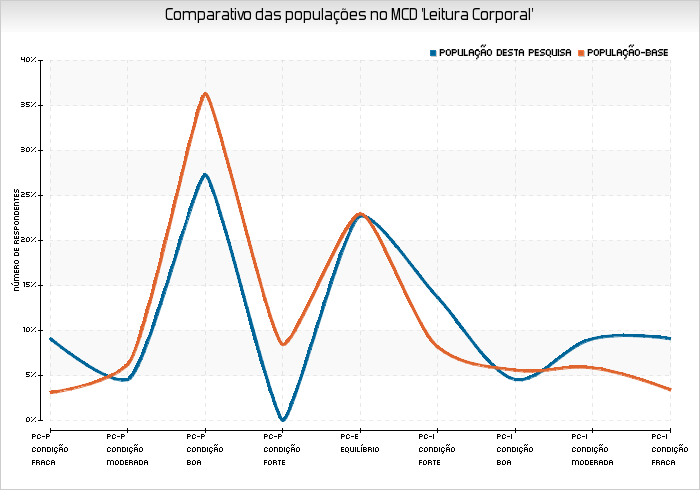 Comparativo das populações no MCD 'Leitura Corporal'
POPULAÇÃO DESTA PESQUISA POPULAÇÃO-BASE
40%
35%
30%
25%
20%
15%
10%
5%
0%
NÚMERO DE RESPONDENTES
PC-P CONDIÇÃO FRACA
PC-P CONDIÇÃO MODERADA
PC-P CONDIÇÃO BOA
PC-P CONDIÇÃO FORTE
PC-E EQUILÍBRIO
PC-I CONDIÇÃO FORTE
PC-I CONDIÇÃO BOA
PC-I CONDIÇÃO MODERADA
PC-I CONDIÇÃO FRACA